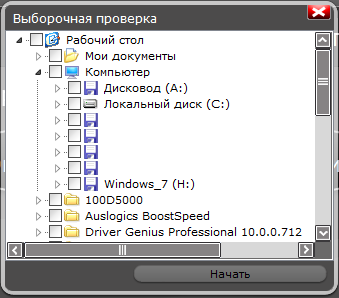 Выборочная проверка
Рабочий стол
Мои документы
Компьютер
Дисковод (A:)
Локальный диск (C:)
Windows_7 (H:)
100D5000
Auslogics BoostSpeed
Driver Genius Professional 10.0.0.712
Начать